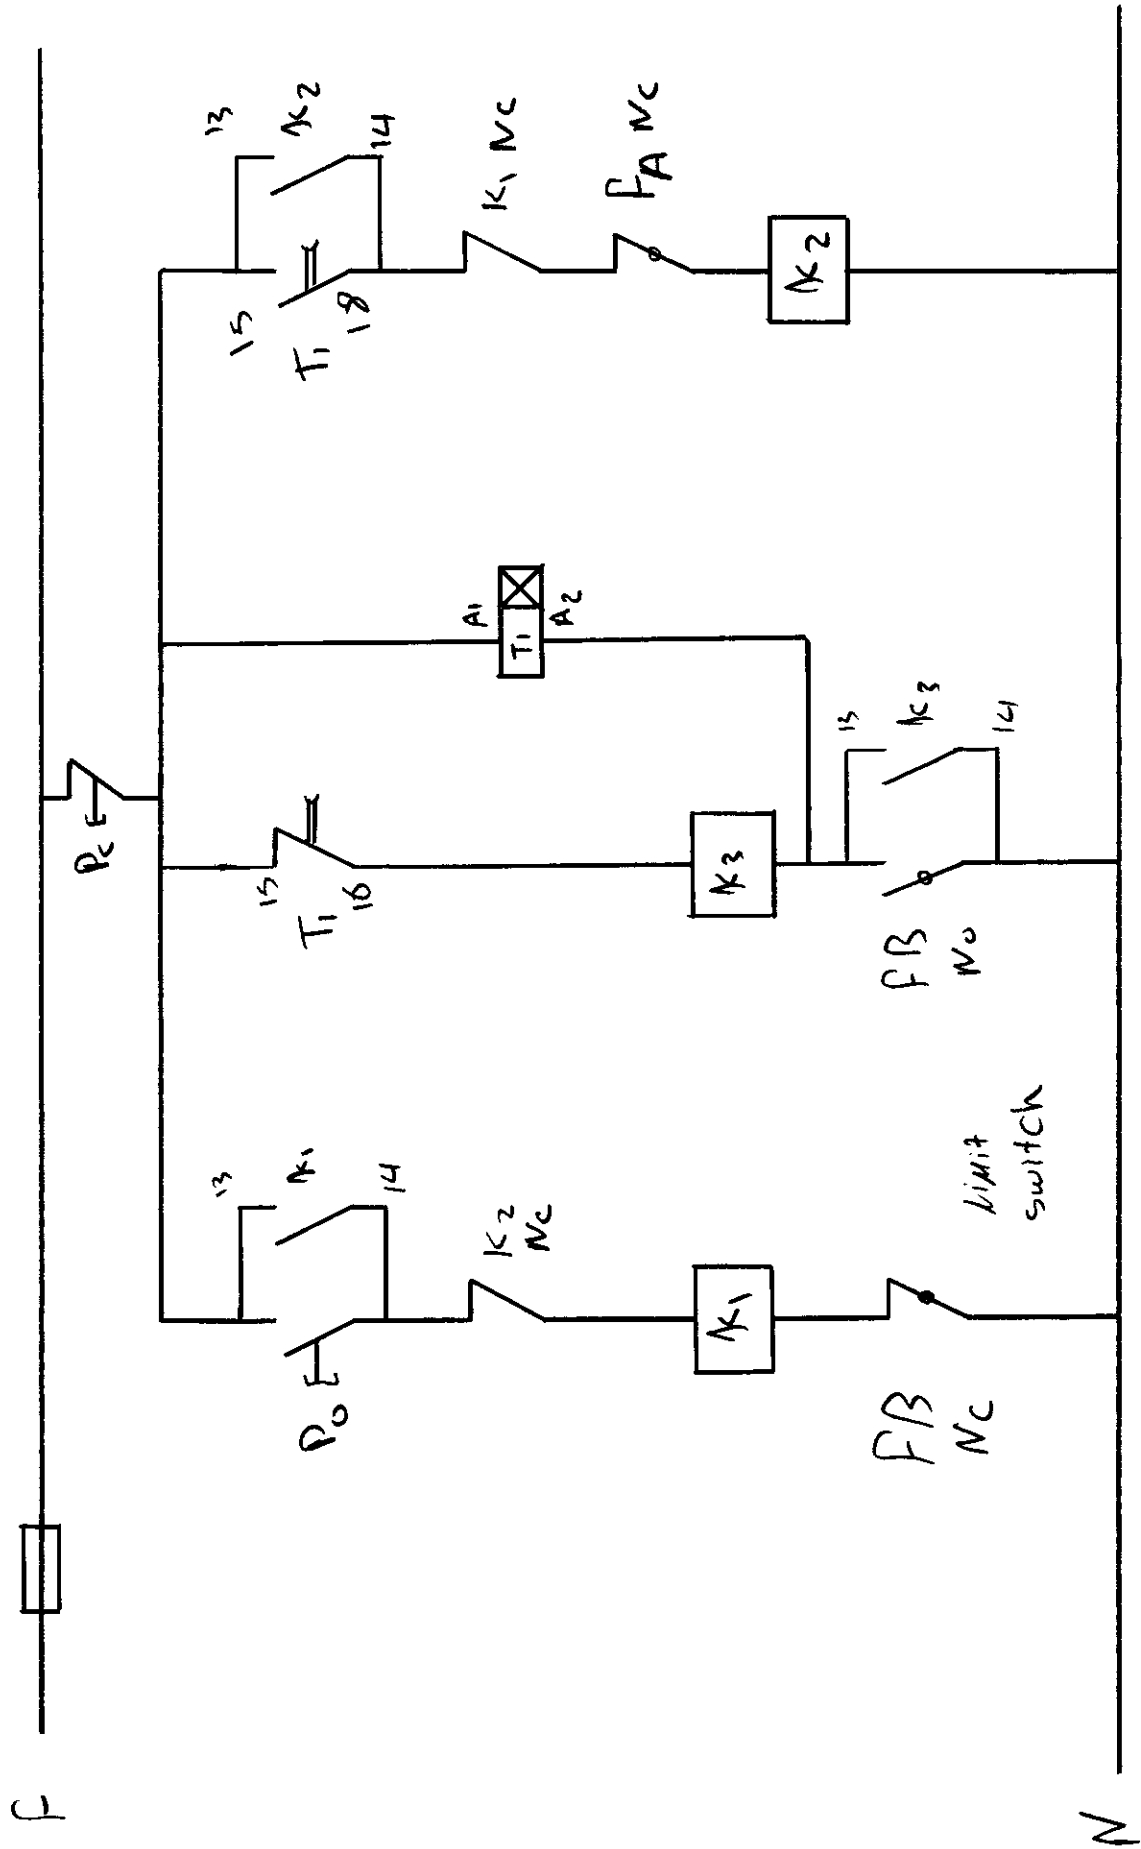 F
Pc
13
K1
14
Po
K2
NC
K1
FB
NC
Limit
switch
15
T1
16
K3
FB
No
13
K3
14
A1
T1
A2
13
K2
14
15
T1
18
K1 NC
FA NC
K2
N